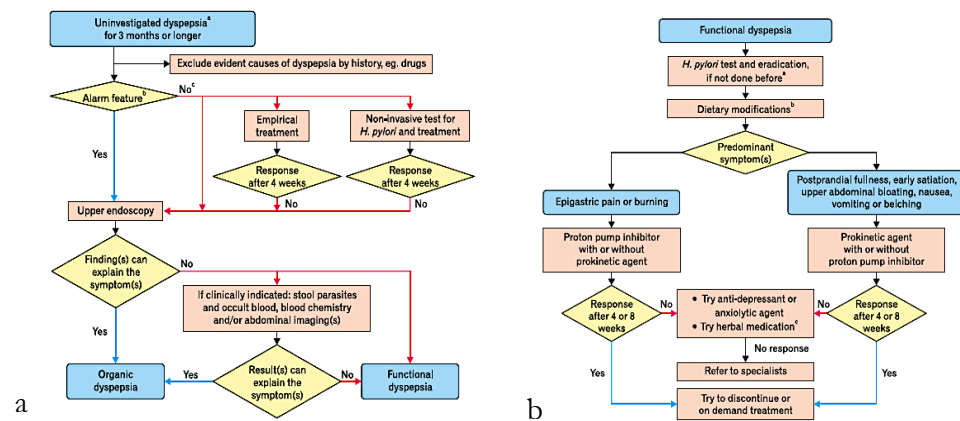 Uninvestigated dyspepsia^a
for 3 months or longer
Exclude evident causes of dyspepsia by history, eg. drugs
Alarm feature^b
No^c
Empirical
treatment
Non-invasive test for
H. pylori and treatment
Yes
Response
after 4 weeks
Response
after 4 weeks
No
No
Upper endoscopy
Finding(s) can
explain the
symptom(s)
No
If clinically indicated: stool parasites
and occult blood, blood chemistry
and/or abdominal imaging(s)
Yes
Organic
dyspepsia
Yes
Result(s) can
explain the
symptom(s)
No
Functional
dyspepsia
a
Functional dyspepsia
H. pylori test and eradication,
if not done before^a
Dietary modifications^b
Predominant
symptom(s)
Epigastric pain or burning
Postprandial fullness, early satiation,
upper abdominal bloating, nausea,
vomiting or belching
Proton pump inhibitor
with or without
prokinetic agent
Prokinetic agent
with or without
proton pump inhibitor
Response
after 4 or 8
weeks
No
• Try anti-depressant or
anxiolytic agent
• Try herbal medication^c
No
Response
after 4 or 8
weeks
No response
Yes
Refer to specialists
Yes
Try to discontinue or
on demand treatment
b